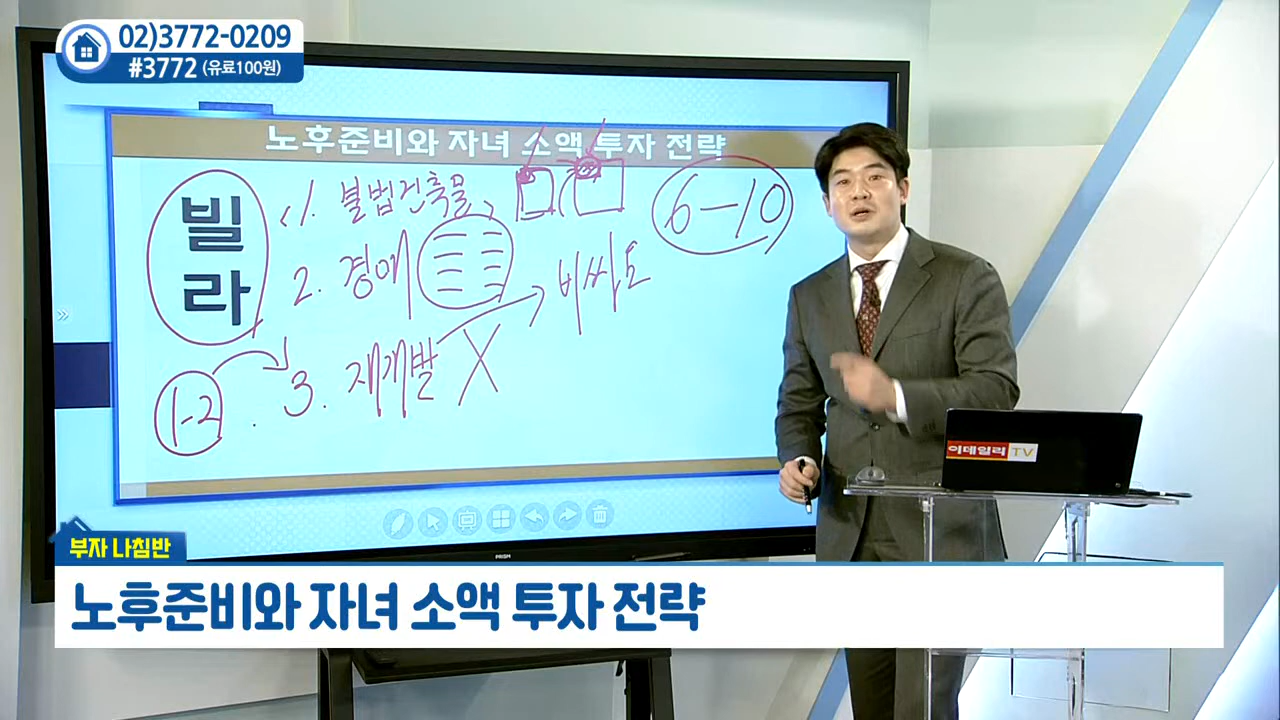 02)3772-0209
#3772 (유료100원)
노후준비와 자녀 소액 투자 전략
빌라
1. 불법건축물
6-10
2. 경매
비싸도
3. 재개발 X
1-2
이데일리TV
PRISM
부자 나침반
노후준비와 자녀 소액 투자 전략